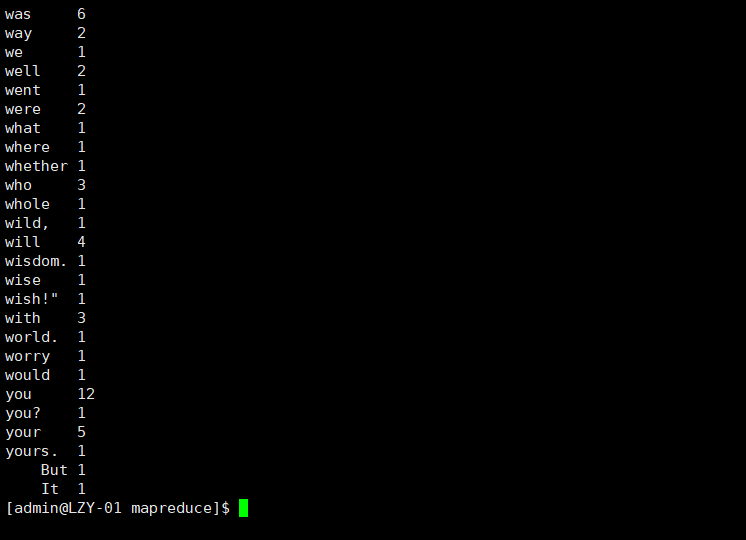 was     6
way     2
we      1
well    2
went    1
were    2
what    1
where   1
whether 1
who     3
whole   1
wild,   1
will    4
wisdom. 1
wise    1
wish!"  1
with    3
world.  1
worry   1
would   1
you     12
you?    1
your    5
yours.  1
    But 1
    It  1
[admin@LZY-01 mapreduce]$